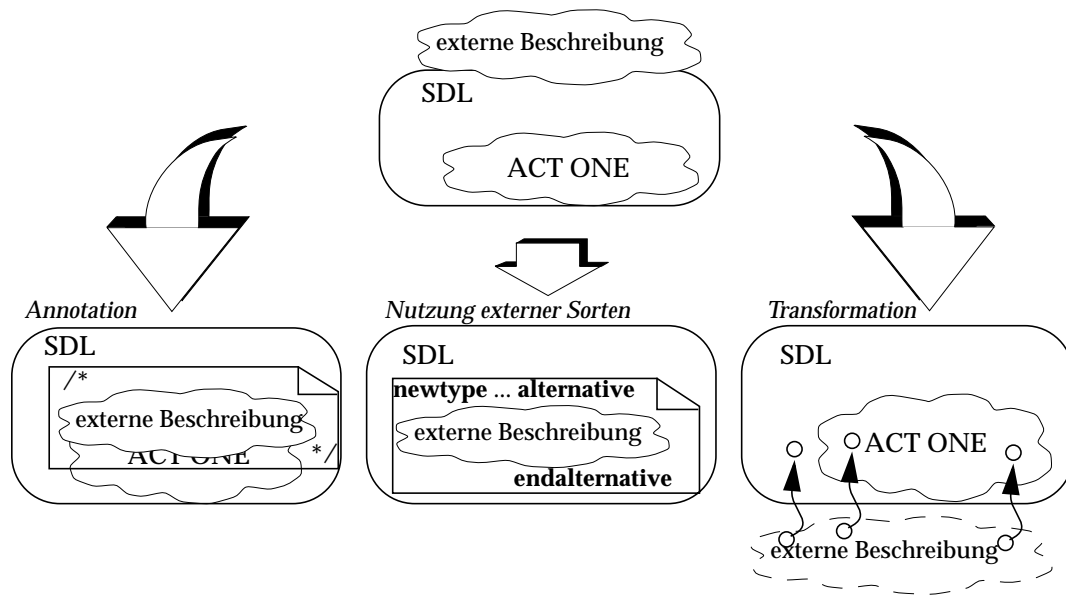 externe Beschreibung
SDL
ACT ONE
Annotation
SDL
/*
externe Beschreibung
ACT ONE
*/
Nutzung externer Sorten
SDL
newtype ... alternative
externe Beschreibung
endalternative
Transformation
SDL
ACT ONE
externe Beschreibung